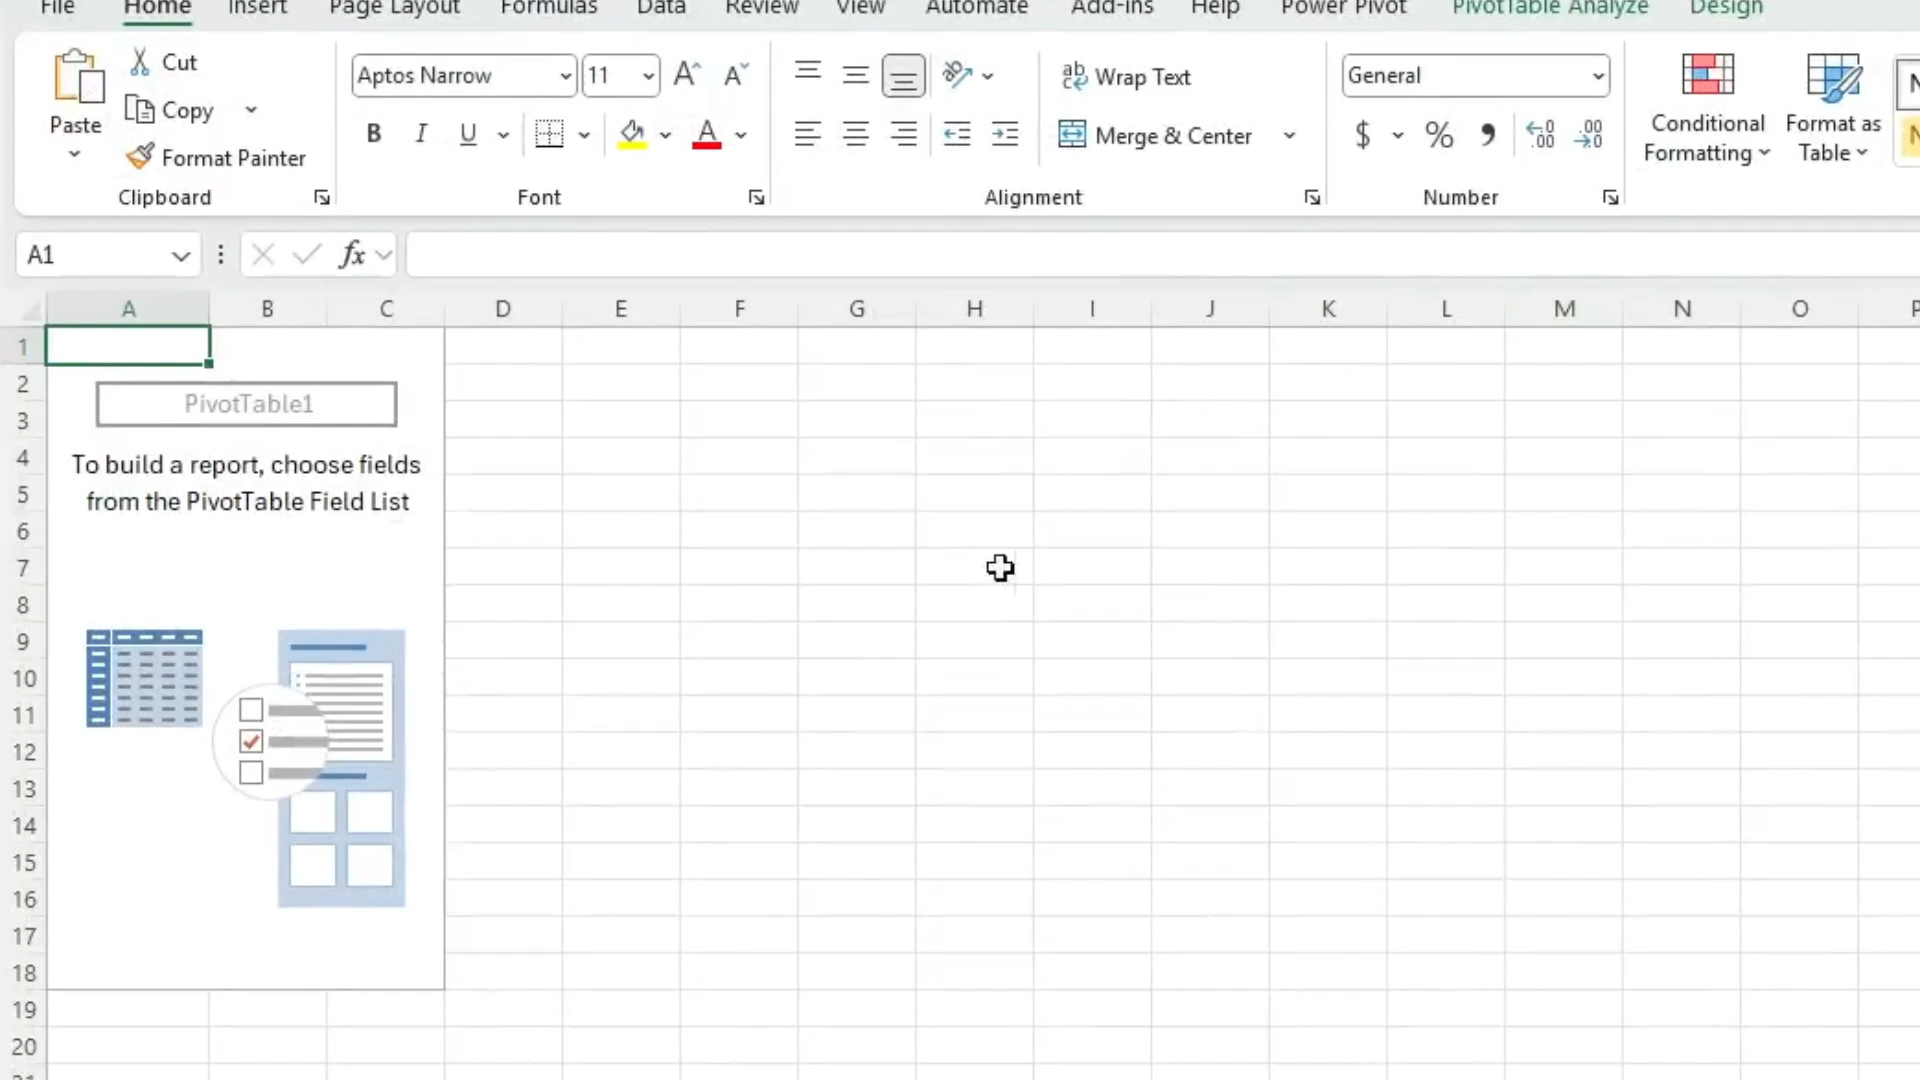 File Home Insert Page Layout Formulas Data Review View Automate Add-ins Help Power Pivot PivotTable Analyze Design
Paste
Cut
Copy
Format Painter
Clipboard
Aptos Narrow 11
B I U
Font
Wrap Text
Merge & Center
Alignment
General
$ % ,
Number
Conditional
Formatting
Format as
Table
A1
fx
A B C D E F G H I J K L M N O P
1
2
3
4
5
6
7
8
9
10
11
12
13
14
15
16
17
18
19
20
PivotTable1
To build a report, choose fields
from the PivotTable Field List